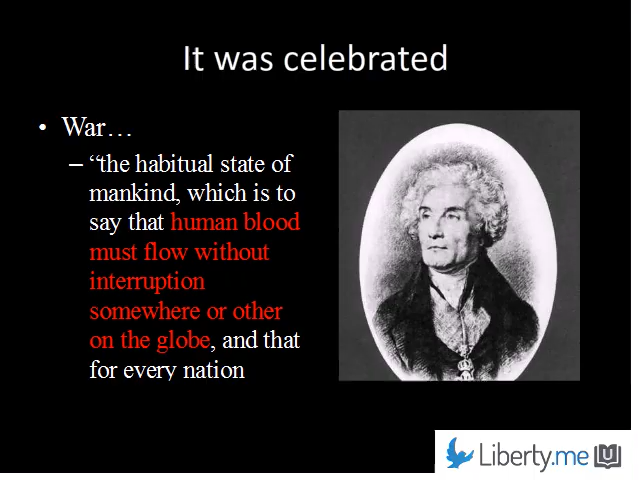 It was celebrated
• War…
– “the habitual state of
mankind, which is to
say that human blood
must flow without
interruption
somewhere or other
on the globe, and that
for every nation
Liberty.me